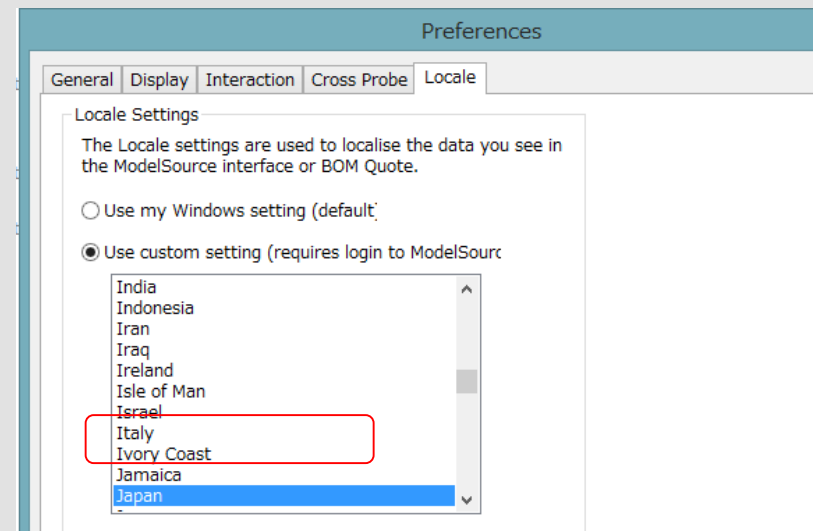 Preferences
General Display Interaction Cross Probe Locale
Locale Settings
The Locale settings are used to localise the data you see in
the ModelSource interface or BOM Quote.
Use my Windows setting (default)
Use custom setting (requires login to ModelSourc
India
Indonesia
Iran
Iraq
Ireland
Isle of Man
Israel
Italy
Ivory Coast
Jamaica
Japan